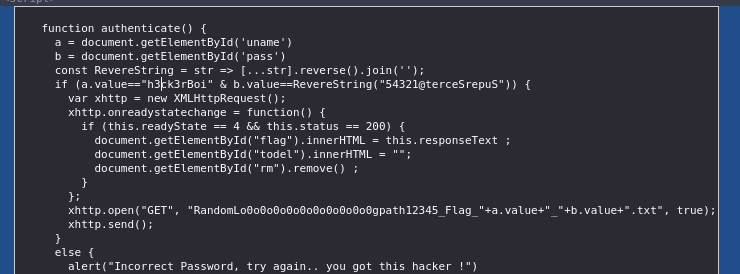 function authenticate() {
a = document.getElementById('uname')
b = document.getElementById('pass')
const RevereString = str => [...str].reverse().join('');
if (a.value=="h3ck3rBoi" & b.value==RevereString("54321@terceSrepuS")) {
var xhttp = new XMLHttpRequest();
xhttp.onreadystatechange = function() {
if (this.readyState == 4 && this.status == 200) {
document.getElementById("flag").innerHTML = this.responseText ;
document.getElementById("todel").innerHTML = "";
document.getElementById("rm").remove() ;
}
};
xhttp.open("GET", "RandomLo0o0o0o0o0o0o0o0o0o0gpath12345_Flag_"+a.value+"_"+b.value+".txt", true);
xhttp.send();
}
else {
alert("Incorrect Password, try again.. you got this hacker !")